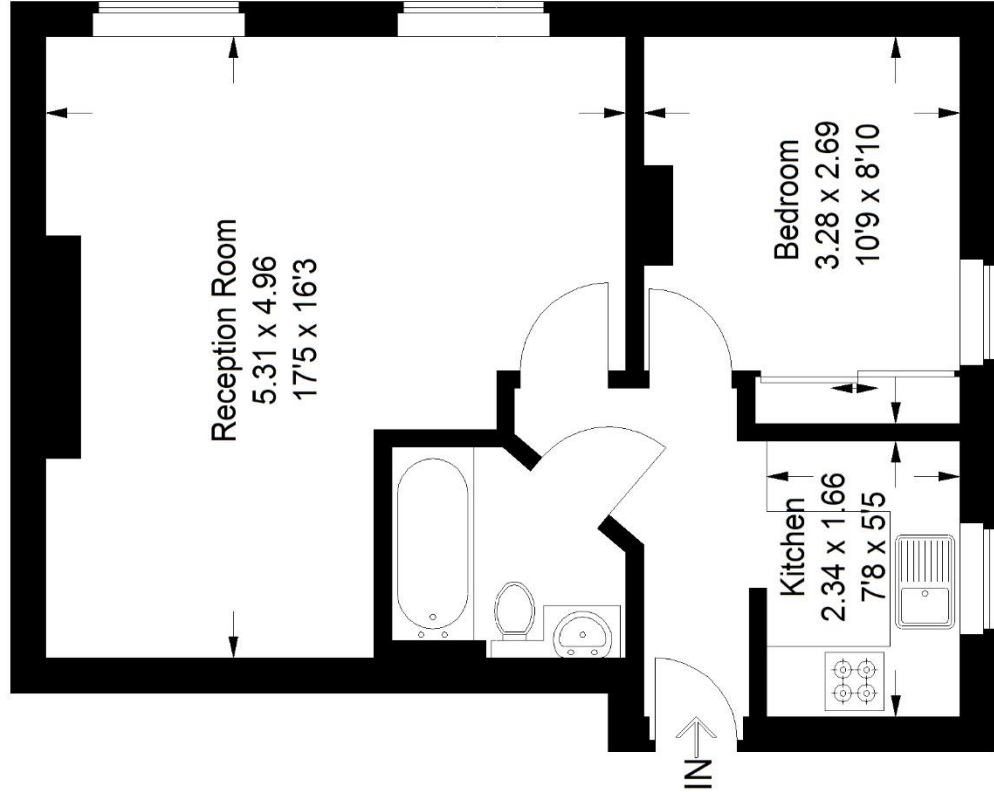 Reception Room
5.31 x 4.96
17'5 x 16'3
Bedroom
3.28 x 2.69
10'9 x 8'10
Kitchen
2.34 x 1.66
7'8 x 5'5
IN